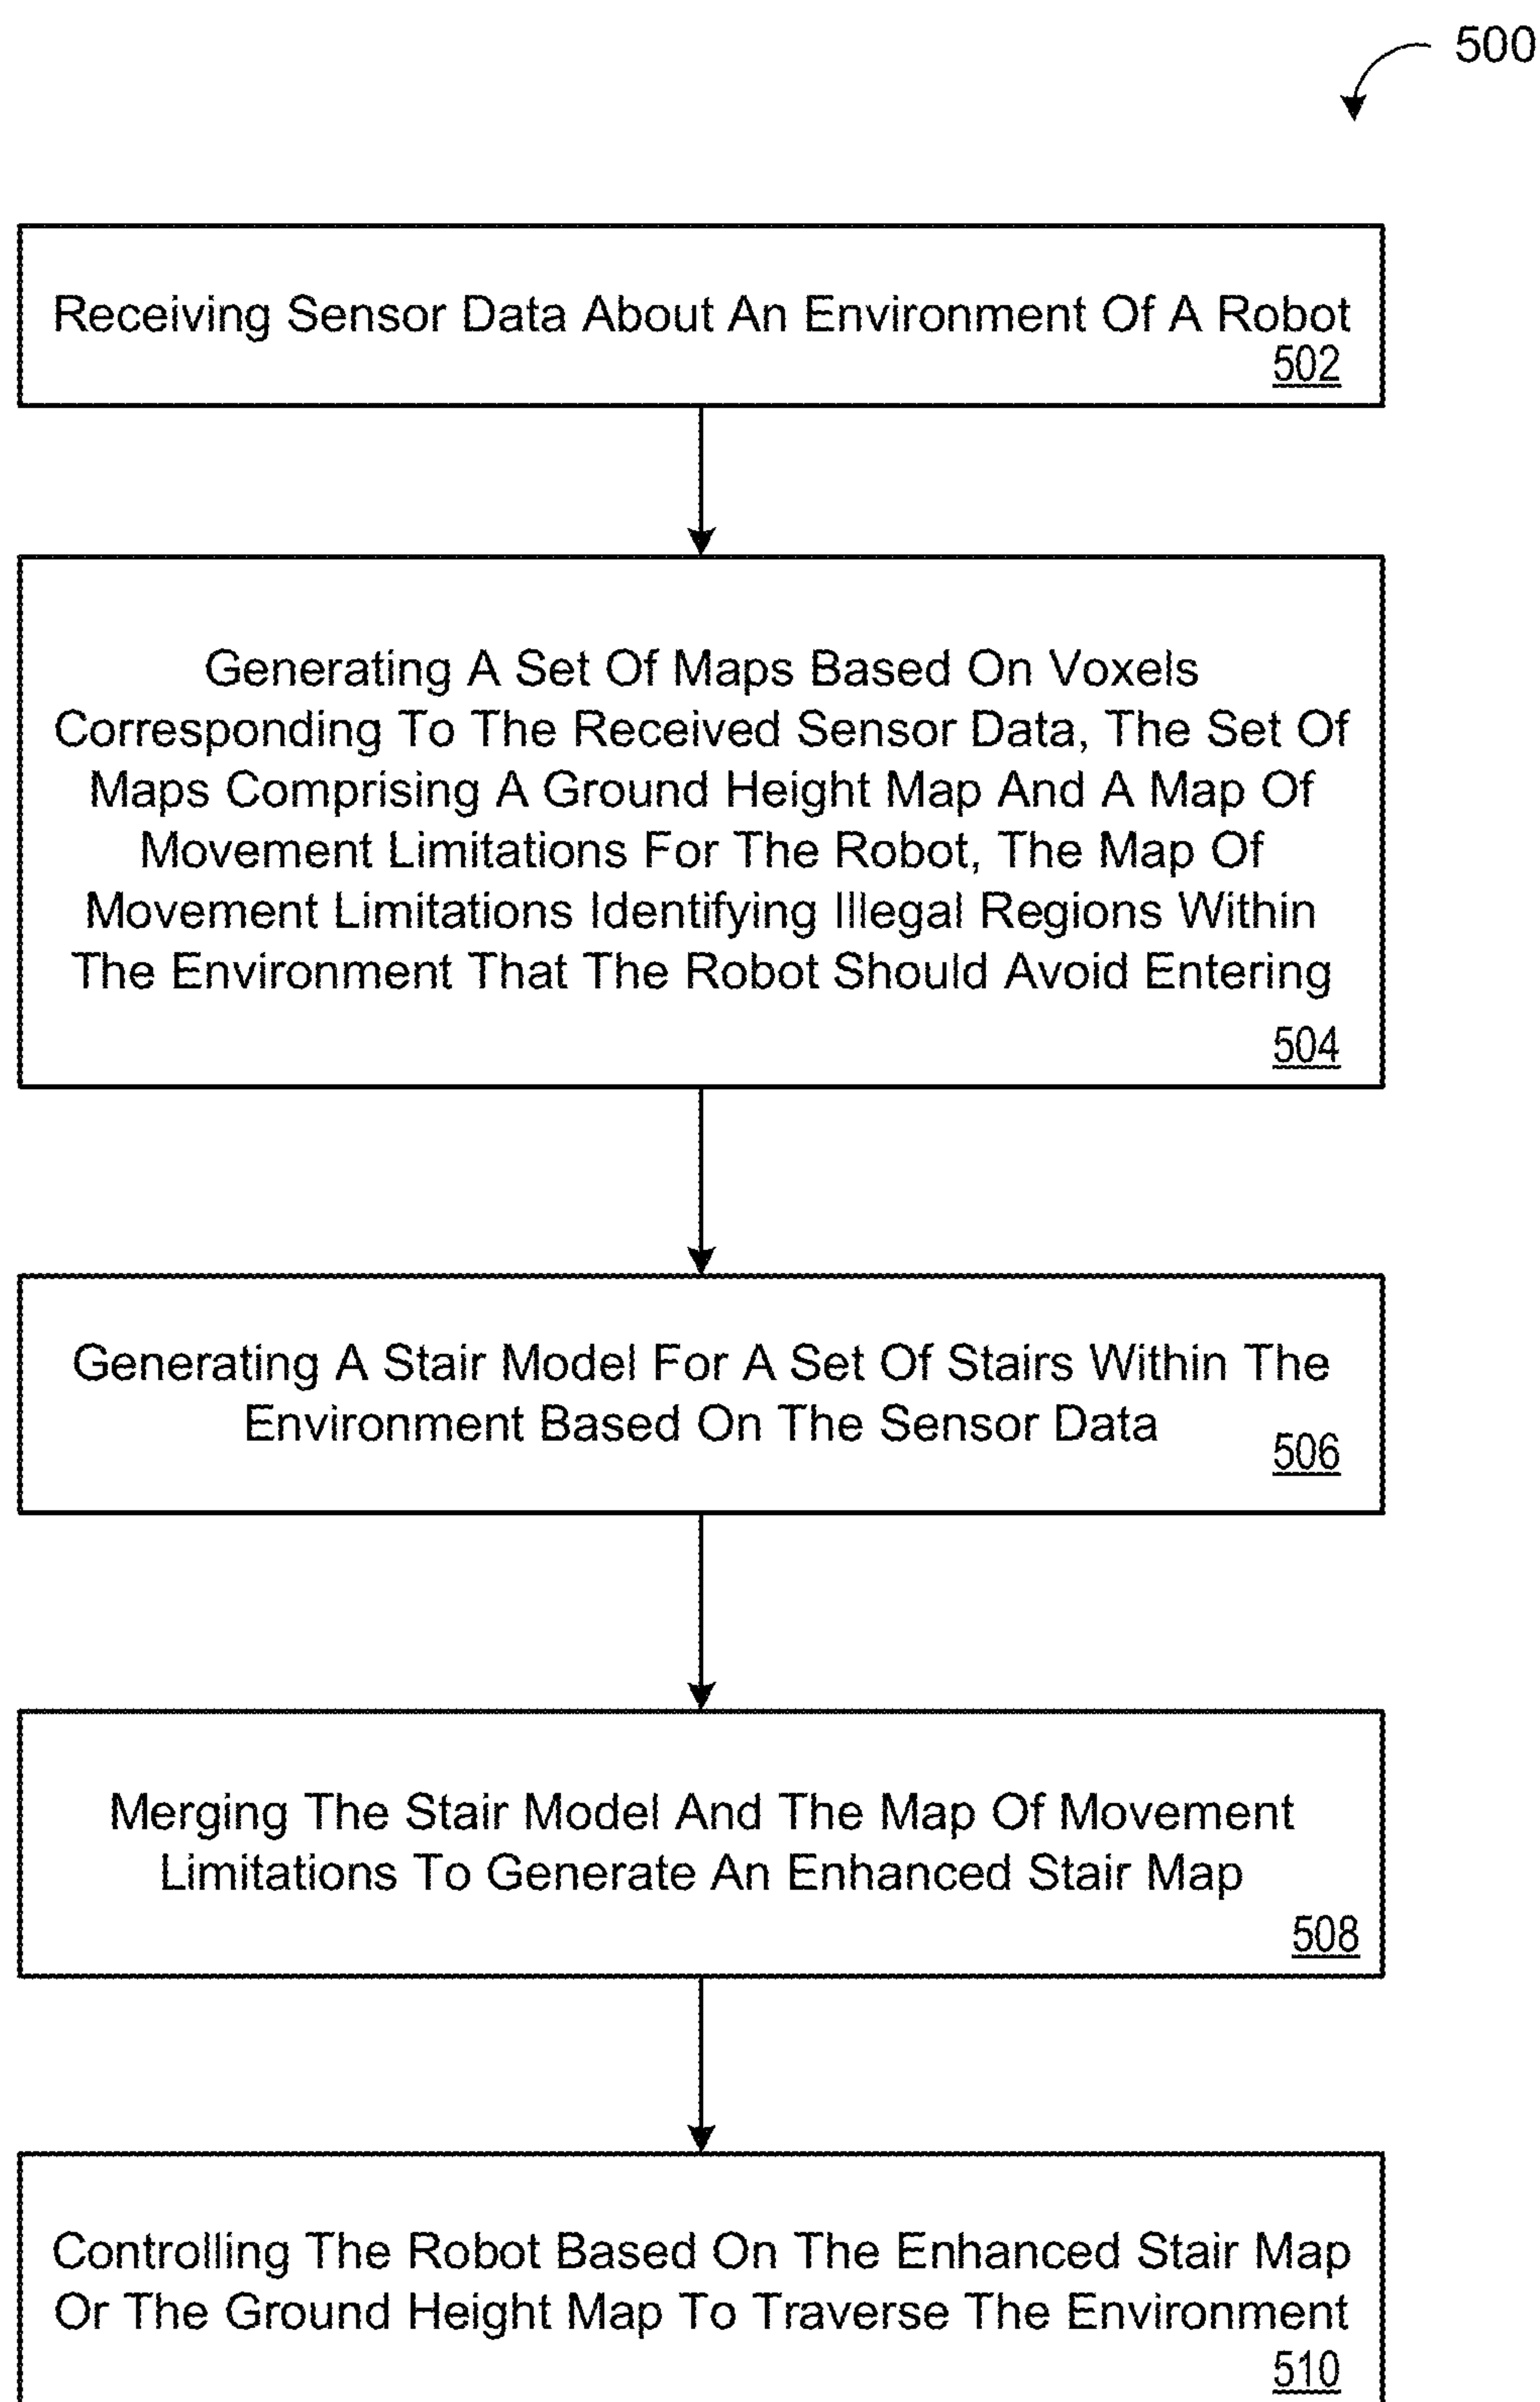 500
Receiving Sensor Data About An Environment Of A Robot
502
Generating A Set Of Maps Based On Voxels
Corresponding To The Received Sensor Data, The Set Of
Maps Comprising A Ground Height Map And A Map Of
Movement Limitations For The Robot, The Map Of
Movement Limitations Identifying Illegal Regions Within
The Environment That The Robot Should Avoid Entering
504
Generating A Stair Model For A Set Of Stairs Within The
Environment Based On The Sensor Data
506
Merging The Stair Model And The Map Of Movement
Limitations To Generate An Enhanced Stair Map
508
Controlling The Robot Based On The Enhanced Stair Map
Or The Ground Height Map To Traverse The Environment
510